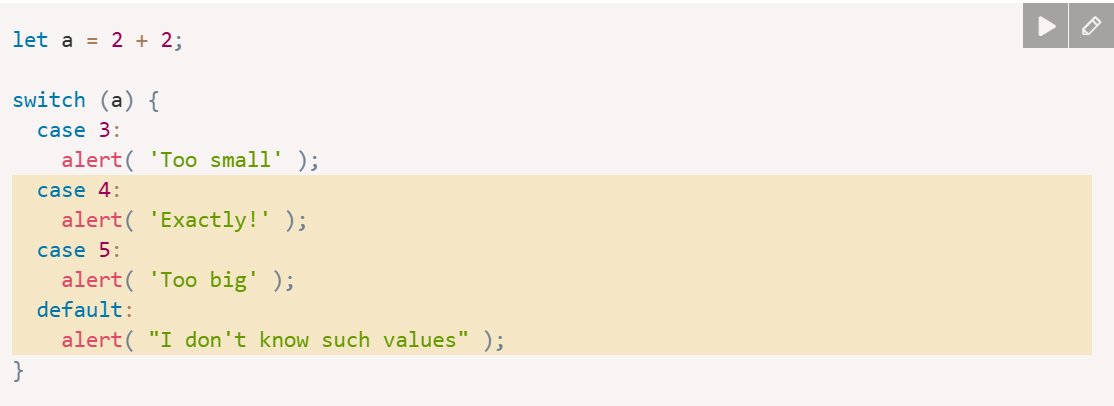 let a = 2 + 2;

switch (a) {
  case 3:
    alert( 'Too small' );
  case 4:
    alert( 'Exactly!' );
  case 5:
    alert( 'Too big' );
  default:
    alert( "I don't know such values" );
}